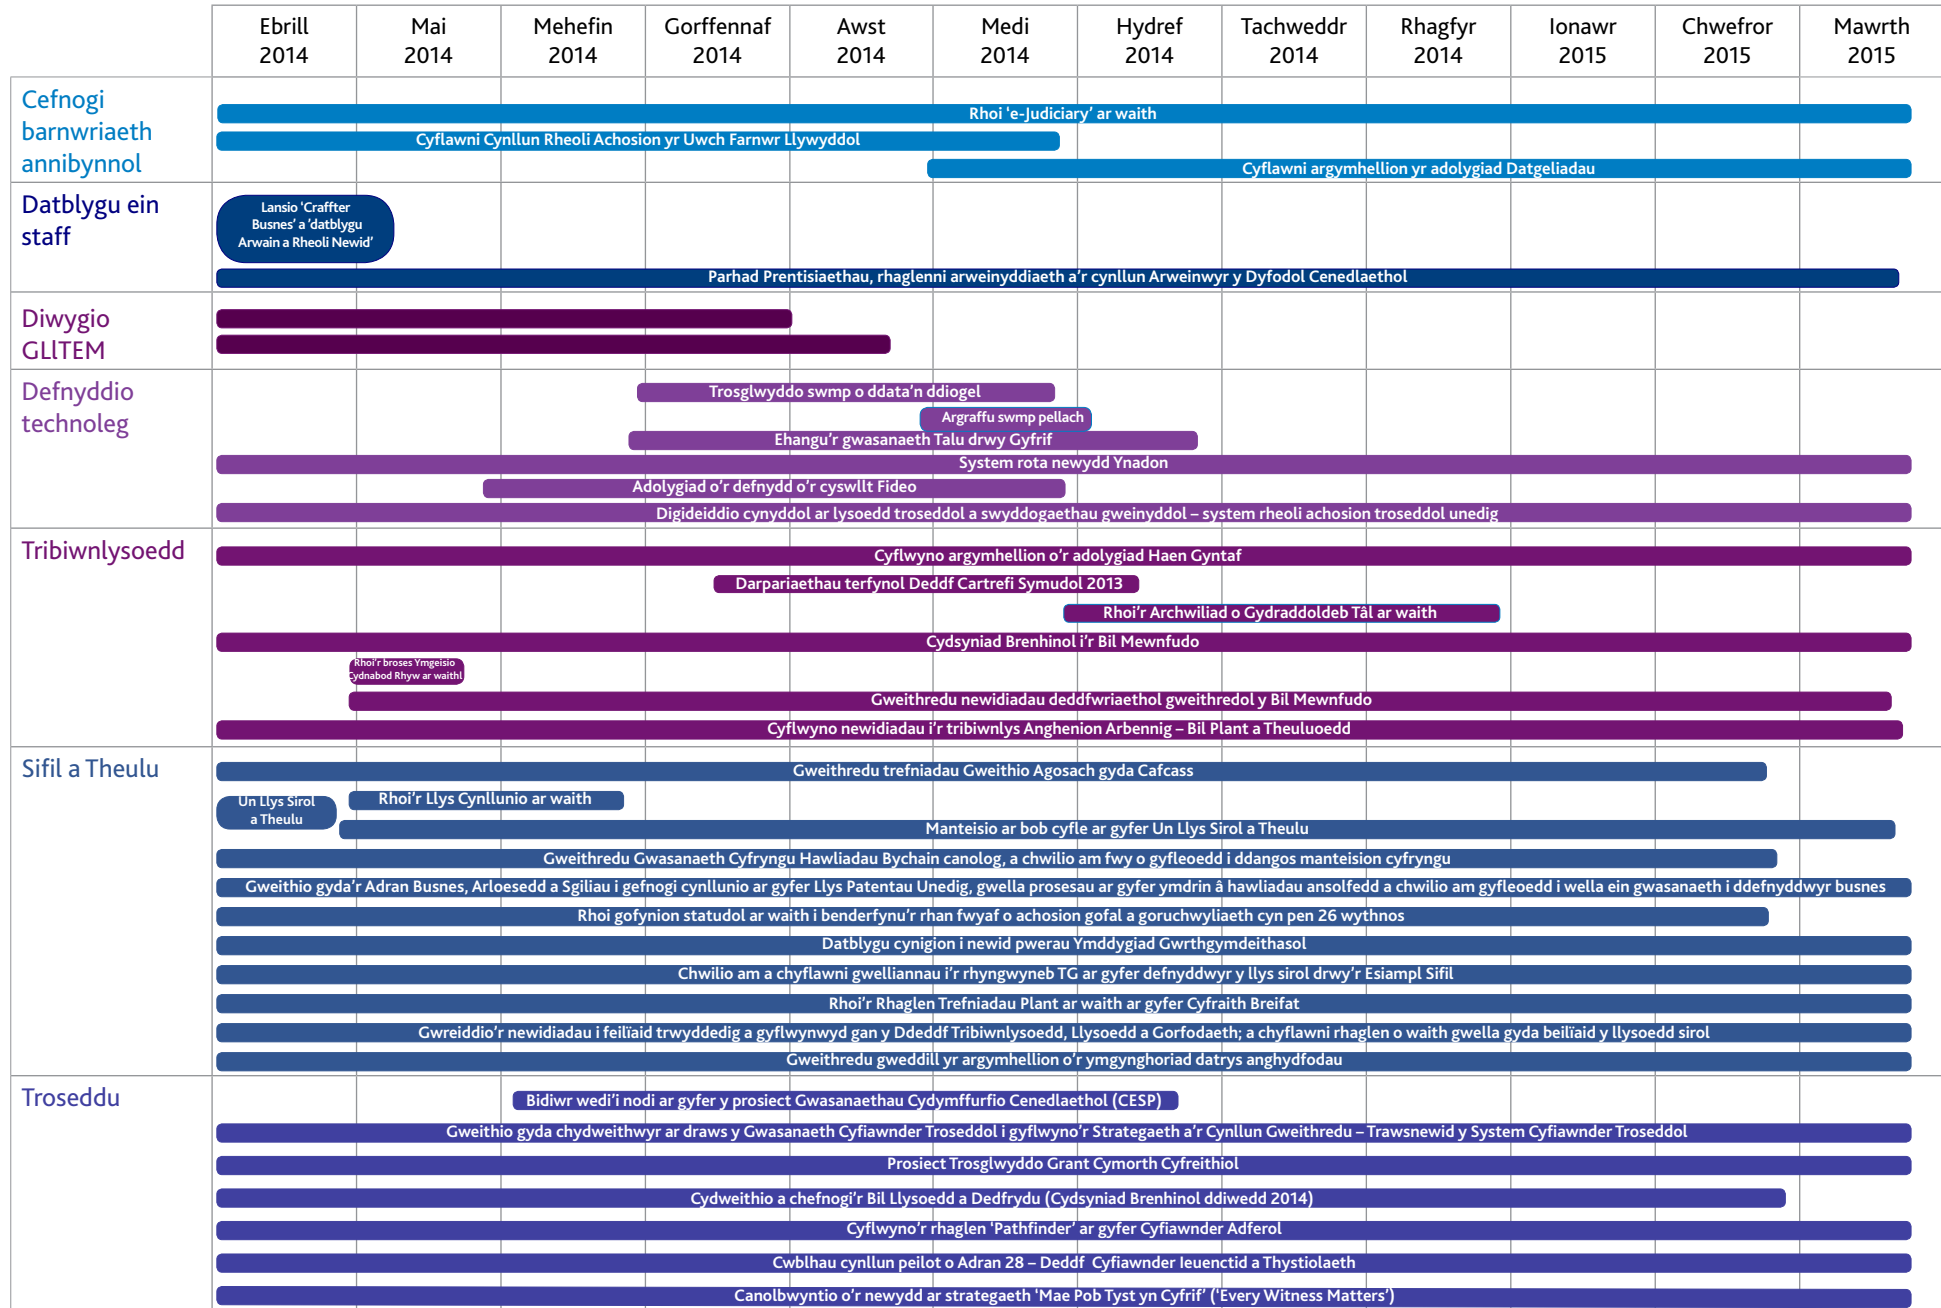 Ebrill
2014
Mai
2014
Mehefin
2014
Gorffennaf
2014
Awst
2014
Medi
2014
Hydref
2014
Tachweddr
2014
Rhagfyr
2014
Ionawr
2015
Chwefror
2015
Mawrth
2015
Cefnogi
barnwriaeth
annibynnol
Rhoi ‘e-Judiciary’ ar waith
Cyflawni Cynllun Rheoli Achosion yr Uwch Farnwr Llywyddol
Cyflawni argymhellion yr adolygiad Datgeliadau
Datblygu ein
staff
Lansio ‘Craffter
Busnes’ a ‘datblygu
Arwain a Rheoli Newid’
Parhad Prentisiaethau, rhaglenni arweinyddiaeth a’r cynllun Arweinwyr y Dyfodol Cenedlaethol
Diwygio
GLlTEM
Defnyddio
technoleg
Trosglwyddo swmp o ddata’n ddiogel
Argraffu swmp pellach
Ehangu’r gwasanaeth Talu drwy Gyfrif
System rota newydd Ynadon
Adolygiad o’r defnydd o’r cyswllt Fideo
Digideiddio cynyddol ar lysoedd troseddol a swyddogaethau gweinyddol – system rheoli achosion troseddol unedig
Tribiwnlysoedd
Cyflwyno argymhellion o’r adolygiad Haen Gyntaf
Darpariaethau terfynol Deddf Cartrefi Symudol 2013
Rhoi’r Archwiliad o Gydraddoldeb Tâl ar waith
Cydsyniad Brenhinol i’r Bil Mewnfudo
Rhoi’r broses Ymgeisio
Cydnabod Rhyw ar waithl
Gweithredu newidiadau deddfwriaethol gweithredol y Bil Mewnfudo
Cyflwyno newidiadau i’r tribiwnlys Anghenion Arbennig – Bil Plant a Theuluoedd
Sifil a Theulu
Gweithredu trefniadau Gweithio Agosach gyda Cafcass
Un Llys Sirol
a Theulu
Rhoi’r Llys Cynllunio ar waith
Manteisio ar bob cyfle ar gyfer Un Llys Sirol a Theulu
Gweithredu Gwasanaeth Cyfryngu Hawliadau Bychain canolog, a chwilio am fwy o gyfleoedd i ddangos manteision cyfryngu
Gweithio gyda’r Adran Busnes, Arloesedd a Sgiliau i gefnogi cynllunio ar gyfer Llys Patentau Unedig, gwella prosesau ar gyfer ymdrin â hawliadau ansolfedd a chwilio am gyfleoedd i wella ein gwasanaeth i ddefnyddwyr busnes
Rhoi gofynion statudol ar waith i benderfynu’r rhan fwyaf o achosion gofal a goruchwyliaeth cyn pen 26 wythnos
Datblygu cynigion i newid pwerau Ymddygiad Gwrthgymdeithasol
Chwilio am a chyflawni gwelliannau i’r rhyngwyneb TG ar gyfer defnyddwyr y llys sirol drwy’r Esiampl Sifil
Rhoi’r Rhaglen Trefniadau Plant ar waith ar gyfer Cyfraith Breifat
Gwreiddio’r newidiadau i feilïaid trwyddedig a gyflwynwyd gan y Ddeddf Tribiwnlysoedd, Llysoedd a Gorfodaeth; a chyflawni rhaglen o waith gwella gyda beilïaid y llysoedd sirol
Gweithredu gweddill yr argymhellion o’r ymgynghoriad datrys anghydfodau
Troseddu
Bidiwr wedi’i nodi ar gyfer y prosiect Gwasanaethau Cydymffurfio Cenedlaethol (CESP)
Gweithio gyda chydweithwyr ar draws y Gwasanaeth Cyfiawnder Troseddol i gyflwyno’r Strategaeth a’r Cynllun Gweithredu – Trawsnewid y System Cyfiawnder Troseddol
Prosiect Trosglwyddo Grant Cymorth Cyfreithiol
Cydweithio a chefnogi’r Bil Llysoedd a Dedfrydu (Cydsyniad Brenhinol ddiwedd 2014)
Cyflwyno’r rhaglen ‘Pathfinder’ ar gyfer Cyfiawnder Adferol
Cwblhau cynllun peilot o Adran 28 – Deddf Cyfiawnder Ieuenctid a Thystiolaeth
Canolbwyntio o’r newydd ar strategaeth ‘Mae Pob Tyst yn Cyfrif’ (‘Every Witness Matters’)